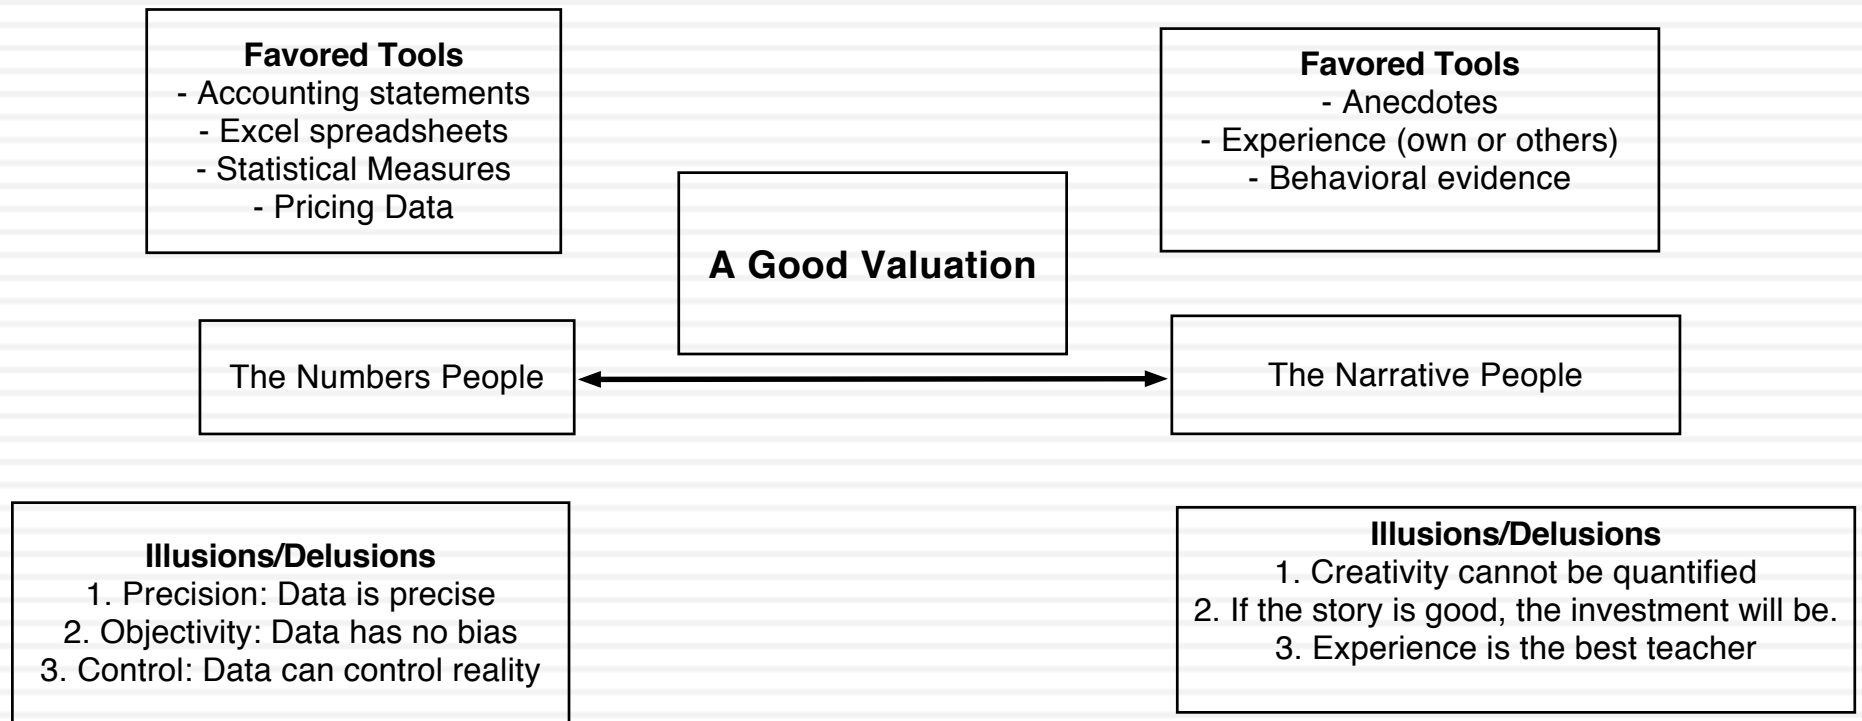 Favored Tools
- Accounting statements
- Excel spreadsheets
- Statistical Measures
- Pricing Data
Favored Tools
- Anecdotes
- Experience (own or others)
- Behavioral evidence
A Good Valuation
The Numbers People
The Narrative People
Illusions/Delusions
1. Precision: Data is precise
2. Objectivity: Data has no bias
3. Control: Data can control reality
Illusions/Delusions
1. Creativity cannot be quantified
2. If the story is good, the investment will be.
3. Experience is the best teacher